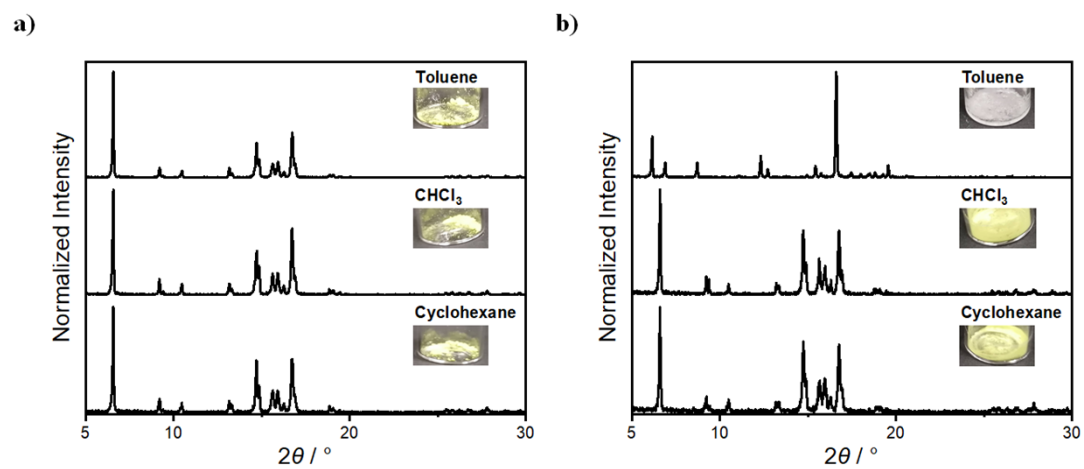 a)
Normalized Intensity
Toluene
CHCl₃
Cyclohexane
5 10 20 30
2θ / °
b)
Normalized Intensity
Toluene
CHCl₃
Cyclohexane
5 10 20 30
2θ / °